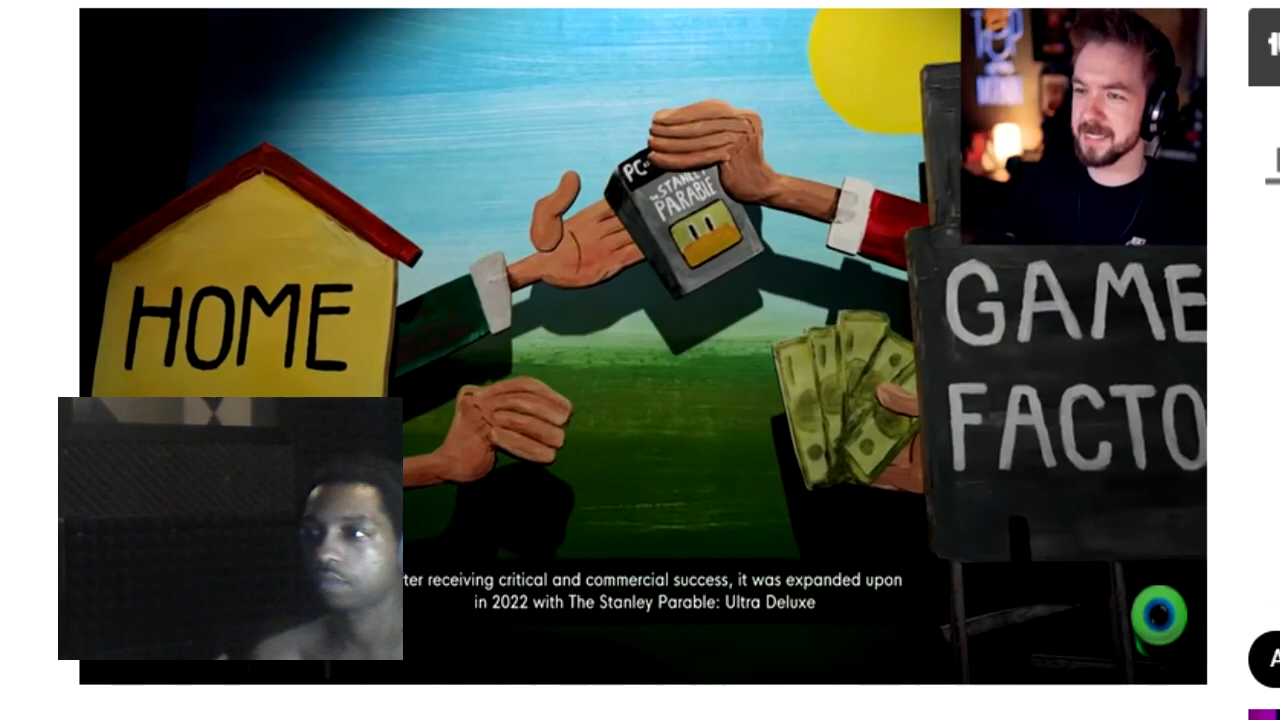 PC
THE STANLEY
PARABLE
HOME
GAME
FACTO
ter receiving critical and commercial success, it was expanded upon
in 2022 with The Stanley Parable: Ultra Deluxe
A